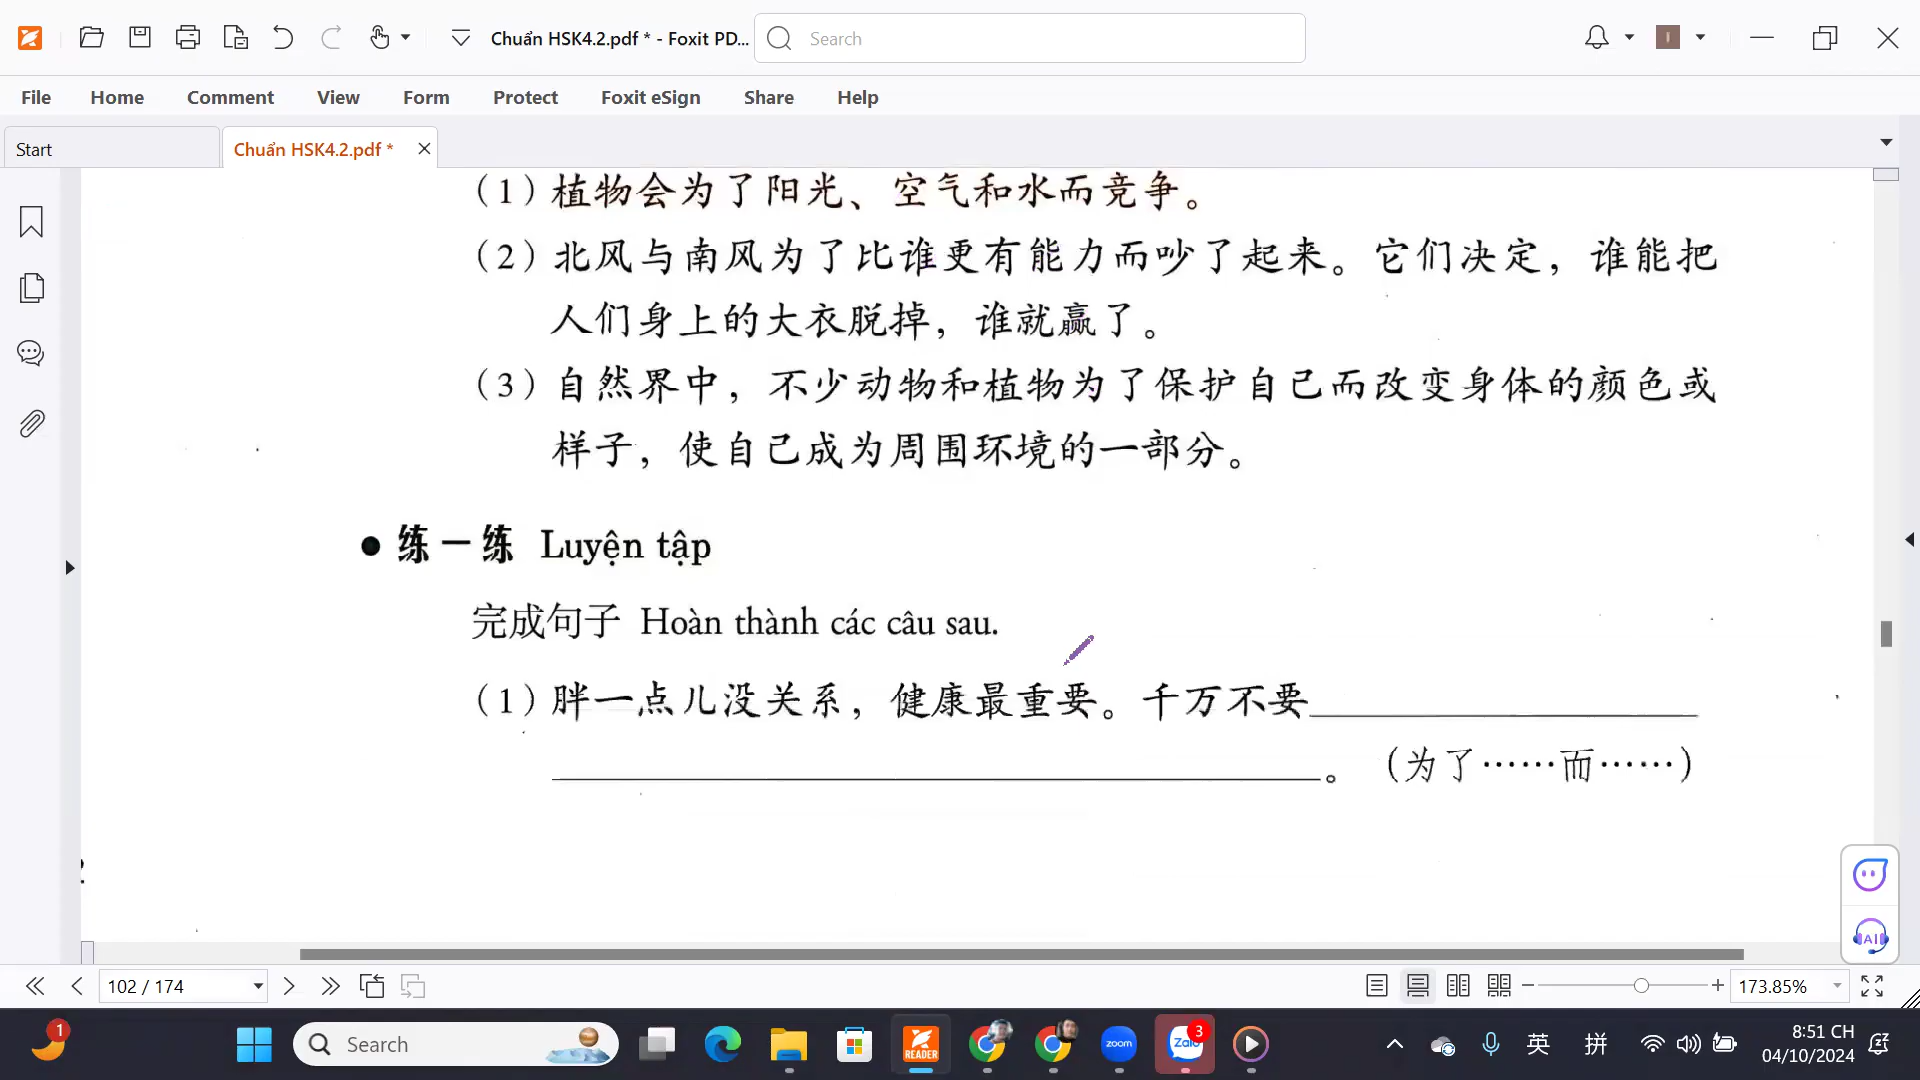 Chuẩn HSK4.2.pdf * - Foxit PD...
Search
File Home Comment View Form Protect Foxit eSign Share Help
Start
Chuẩn HSK4.2.pdf *
(1) 植物会为了阳光、空气和水而竞争。
(2) 北风与南风为了比谁更有能力而吵了起来。它们决定，谁能把
人们身上的大衣脱掉，谁就赢了。
(3) 自然界中，不少动物和植物为了保护自己而改变身体的颜色或
样子，使自己成为周围环境的一部分。
● 练一练 Luyện tập
完成句子 Hoàn thành các câu sau.
(1) 胖一点儿没关系，健康最重要。千万不要
。 (为了……而……)
AI
102 / 174
173.85%
1
Search
READER
zoom
Zalo
3
英
拼
8:51 CH
04/10/2024